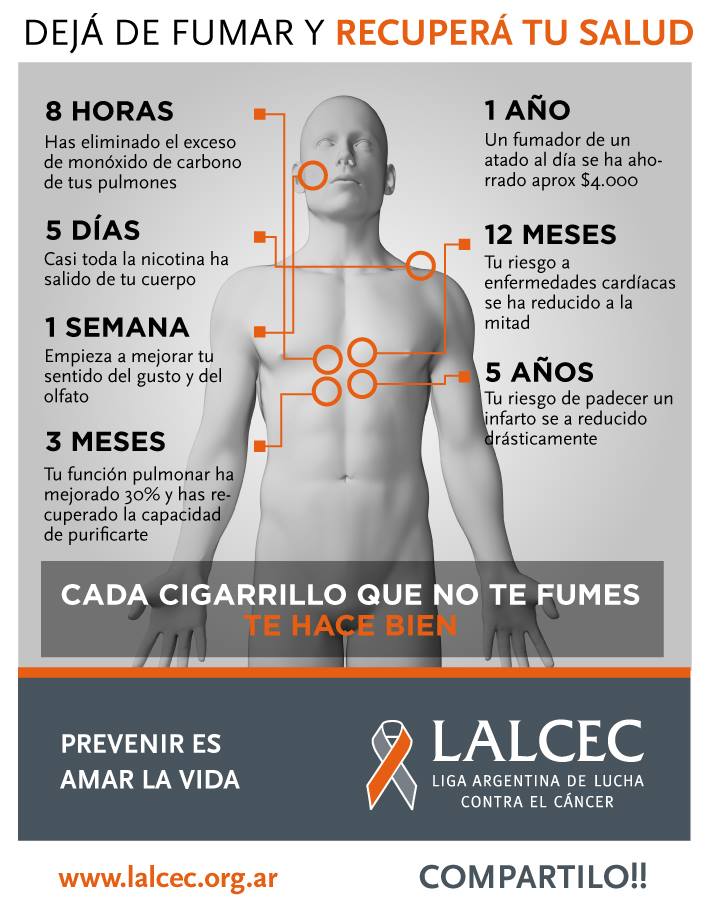 DEJÁ DE FUMAR Y RECUPERÁ TU SALUD
8 HORAS
Has eliminado el exceso
de monóxido de carbono
de tus pulmones
5 DÍAS
Casi toda la nicotina ha
salido de tu cuerpo
1 SEMANA
Empieza a mejorar tu
sentido del gusto y del
olfato
3 MESES
Tu función pulmonar ha
mejorado 30% y has re-
cuperado la capacidad
de purificarte
1 AÑO
Un fumador de un
atado al día se ha aho-
rrado aprox $4.000
12 MESES
Tu riesgo a
enfermedades cardíacas
se ha reducido a la
mitad
5 AÑOS
Tu riesgo de padecer un
infarto se a reducido
drásticamente
CADA CIGARRILLO QUE NO TE FUMES
TE HACE BIEN
PREVENIR ES
AMAR LA VIDA
LALCEC
LIGA ARGENTINA DE LUCHA
CONTRA EL CÁNCER
www.lalcec.org.ar
COMPARTILO!!